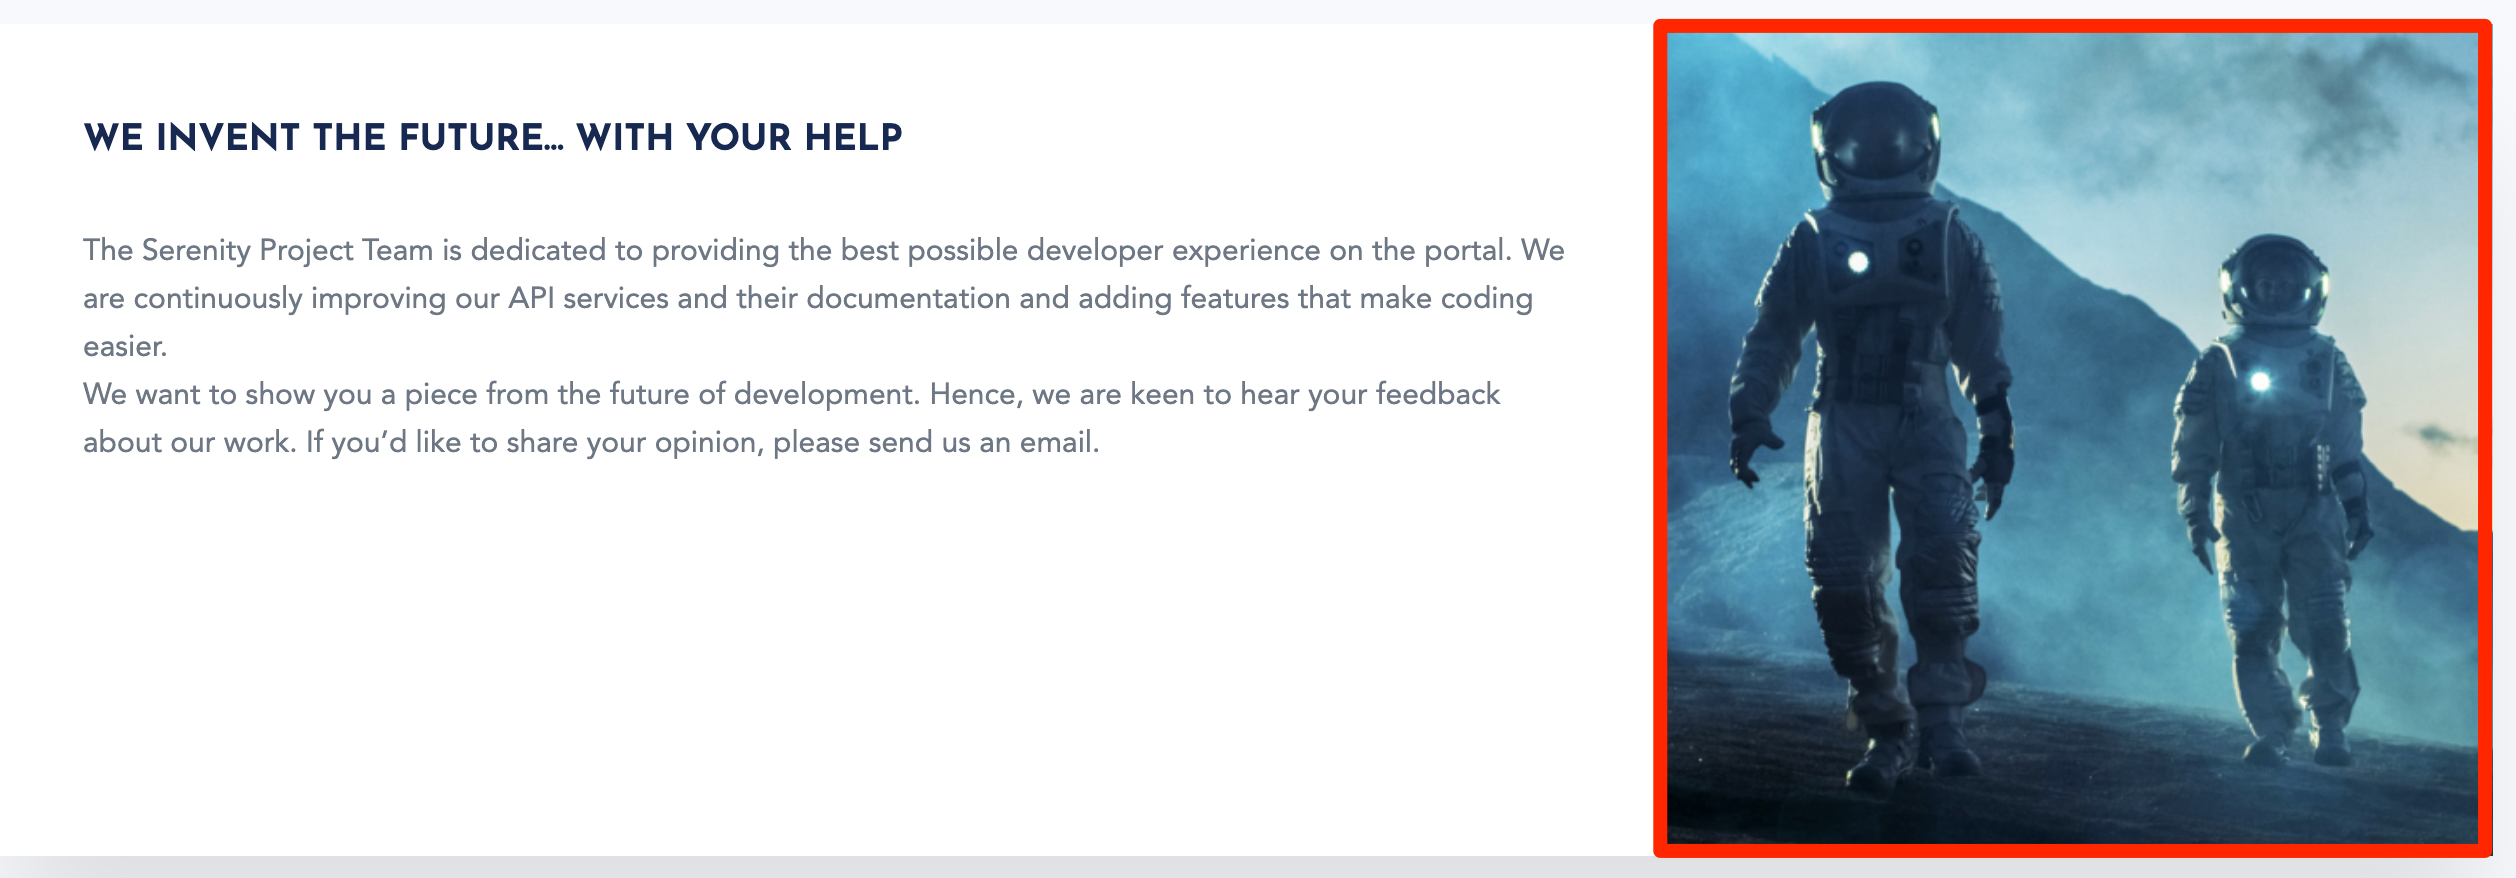 WE INVENT THE FUTURE... WITH YOUR HELP
The Serenity Project Team is dedicated to providing the best possible developer experience on the portal. We
are continuously improving our API services and their documentation and adding features that make coding
easier.
We want to show you a piece from the future of development. Hence, we are keen to hear your feedback
about our work. If you’d like to share your opinion, please send us an email.